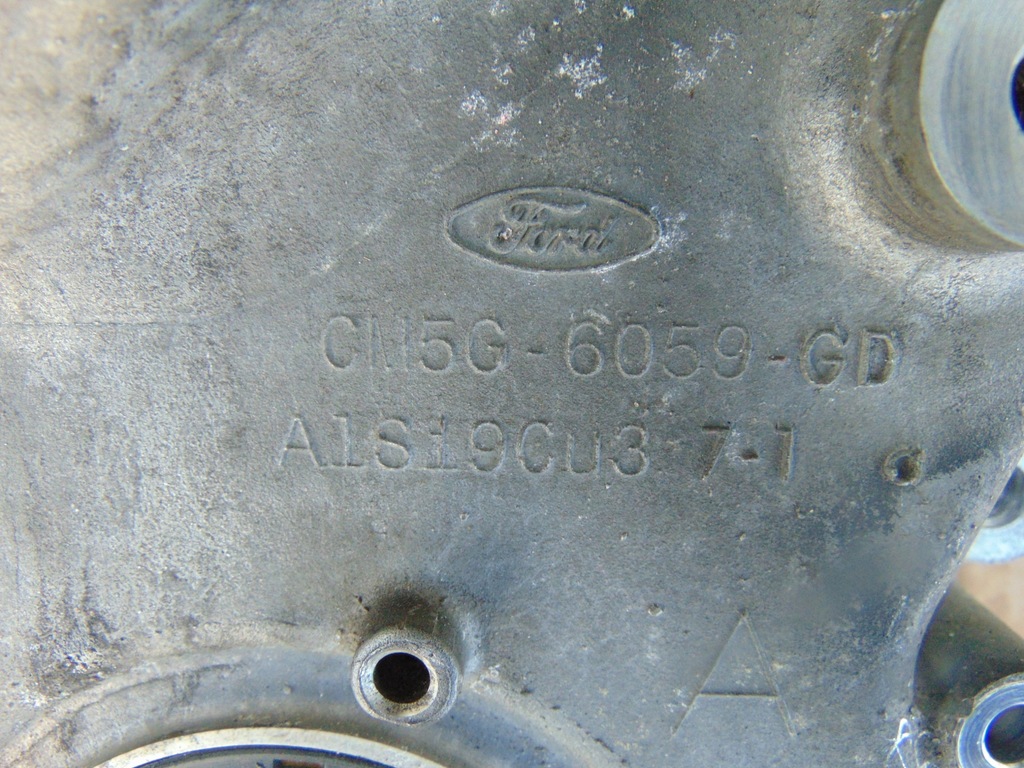 Ford
CM5G-6059-GD
AlSi9Cu3 7-1
A